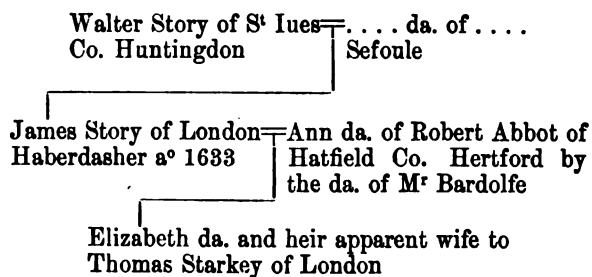 Walter Story of Sᵗ Iues=. . . . da. of . . . .
Co. Huntingdon Sefoule
James Story of London=Ann da. of Robert Abbot of
Haberdasher aᵒ 1633 Hatfield Co. Hertford by
the da. of Mʳ Bardolfe
Elizabeth da. and heir apparent wife to
Thomas Starkey of London